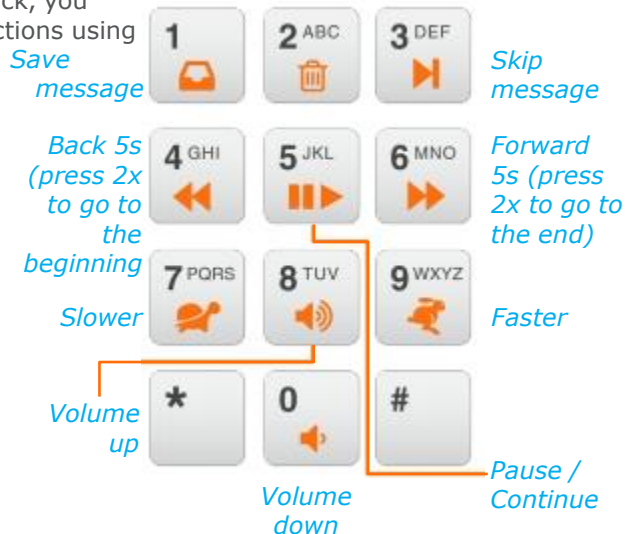 ck, you
ctions using
Save
message
1
2 ABC
3 DEF
Skip
message
Back 5s
(press 2x
to go to
the
beginning
4 GHI
5 JKL
6 MNO
Forward
5s (press
2x to go to
the end)
Slower
7 PQRS
8 TUV
9 WXYZ
Faster
Volume
up
*
0
#
Volume
down
Pause /
Continue